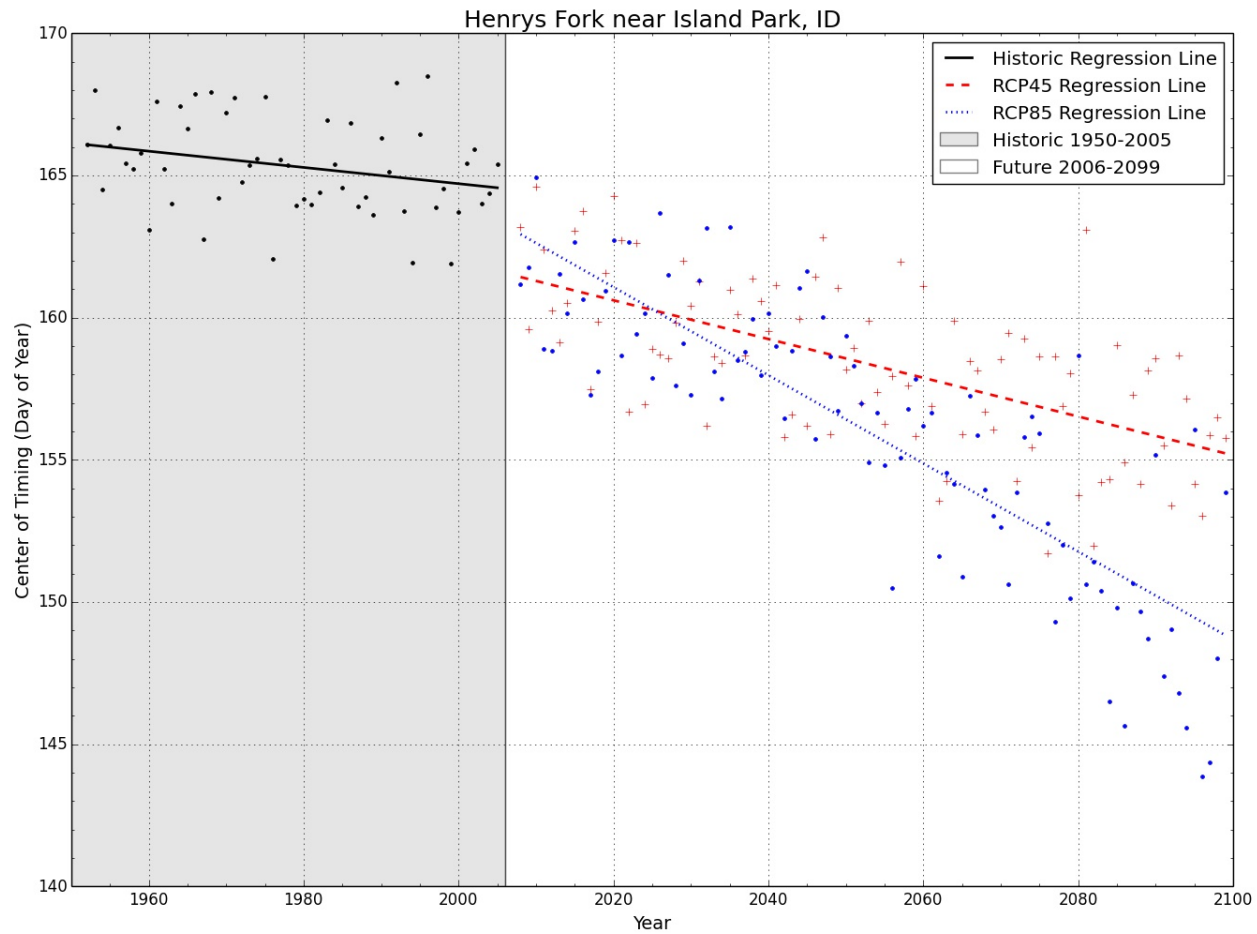 Henrys Fork near Island Park, ID
170
165
160
155
150
145
140
Center of Timing (Day of Year)
Historic Regression Line
RCP45 Regression Line
RCP85 Regression Line
Historic 1950-2005
Future 2006-2099
1960
1980
2000
2020
2040
2060
2080
2100
Year